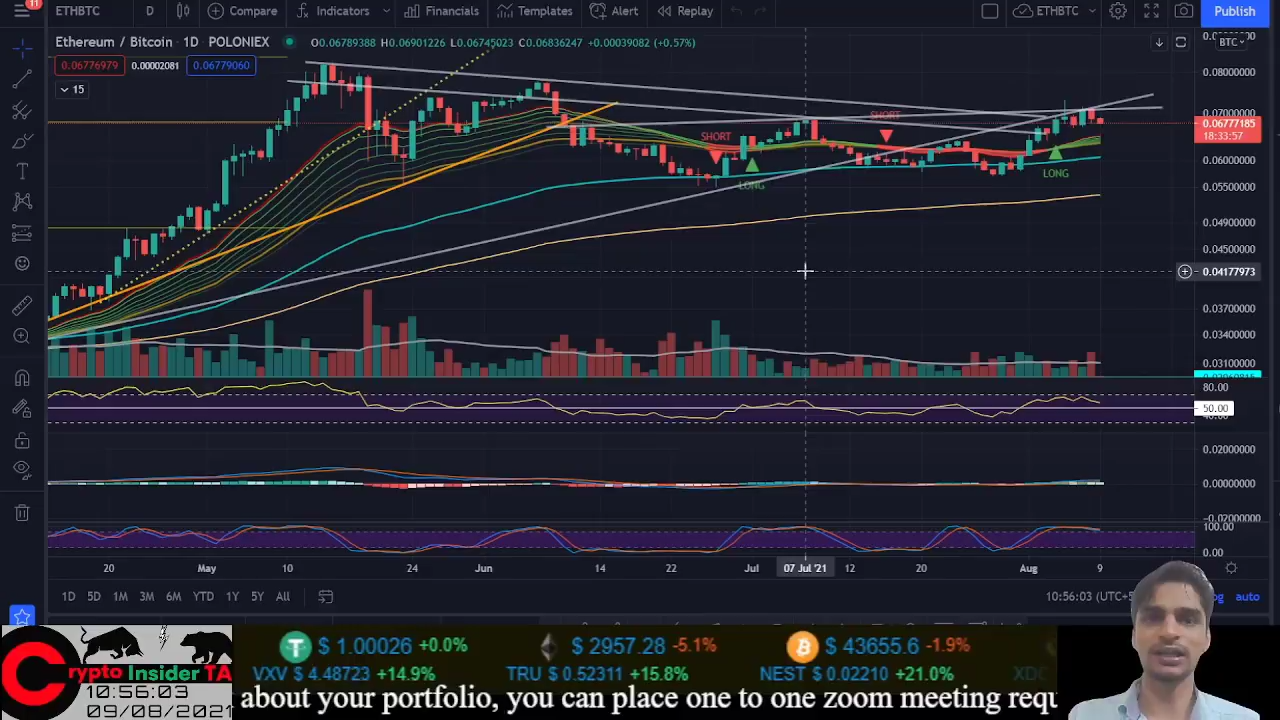 11
ETHBTC D Compare Indicators Financials Templates Alert Replay ETHBTC Publish
Ethereum / Bitcoin · 1D · POLONIEX O0.06789388 H0.06901226 L0.06745023 C0.06836247 +0.00039082 (+0.57%) BTC
0.06776979 0.00002081 0.06779060
15
0.08000000
0.07000000
SHORT SHORT
0.06777185
18:33:57
0.06000000
LONG LONG
0.05500000
0.04900000
0.04500000
0.04177973
0.03700000
0.03400000
0.03100000
80.00
50.00
0.02000000
0.00000000
-0.02000000
100.00
0.00
20 May 10 24 Jun 14 22 Jul 07 Jul '21 12 20 Aug 9
1D 5D 1M 3M 6M YTD 1Y 5Y All 10:56:03 (UTC+5 auto
Crypto Insider TA
10:56:03
09/08/2021
$ 1.00026 +0.0% $ 2957.28 -5.1% $ 43655.6 -1.9%
VXV $ 4.48723 +14.9% TRU $ 0.52311 +15.8% NEST $ 0.02210 +21.0%
about your portfolio, you can place one to one zoom meeting requ